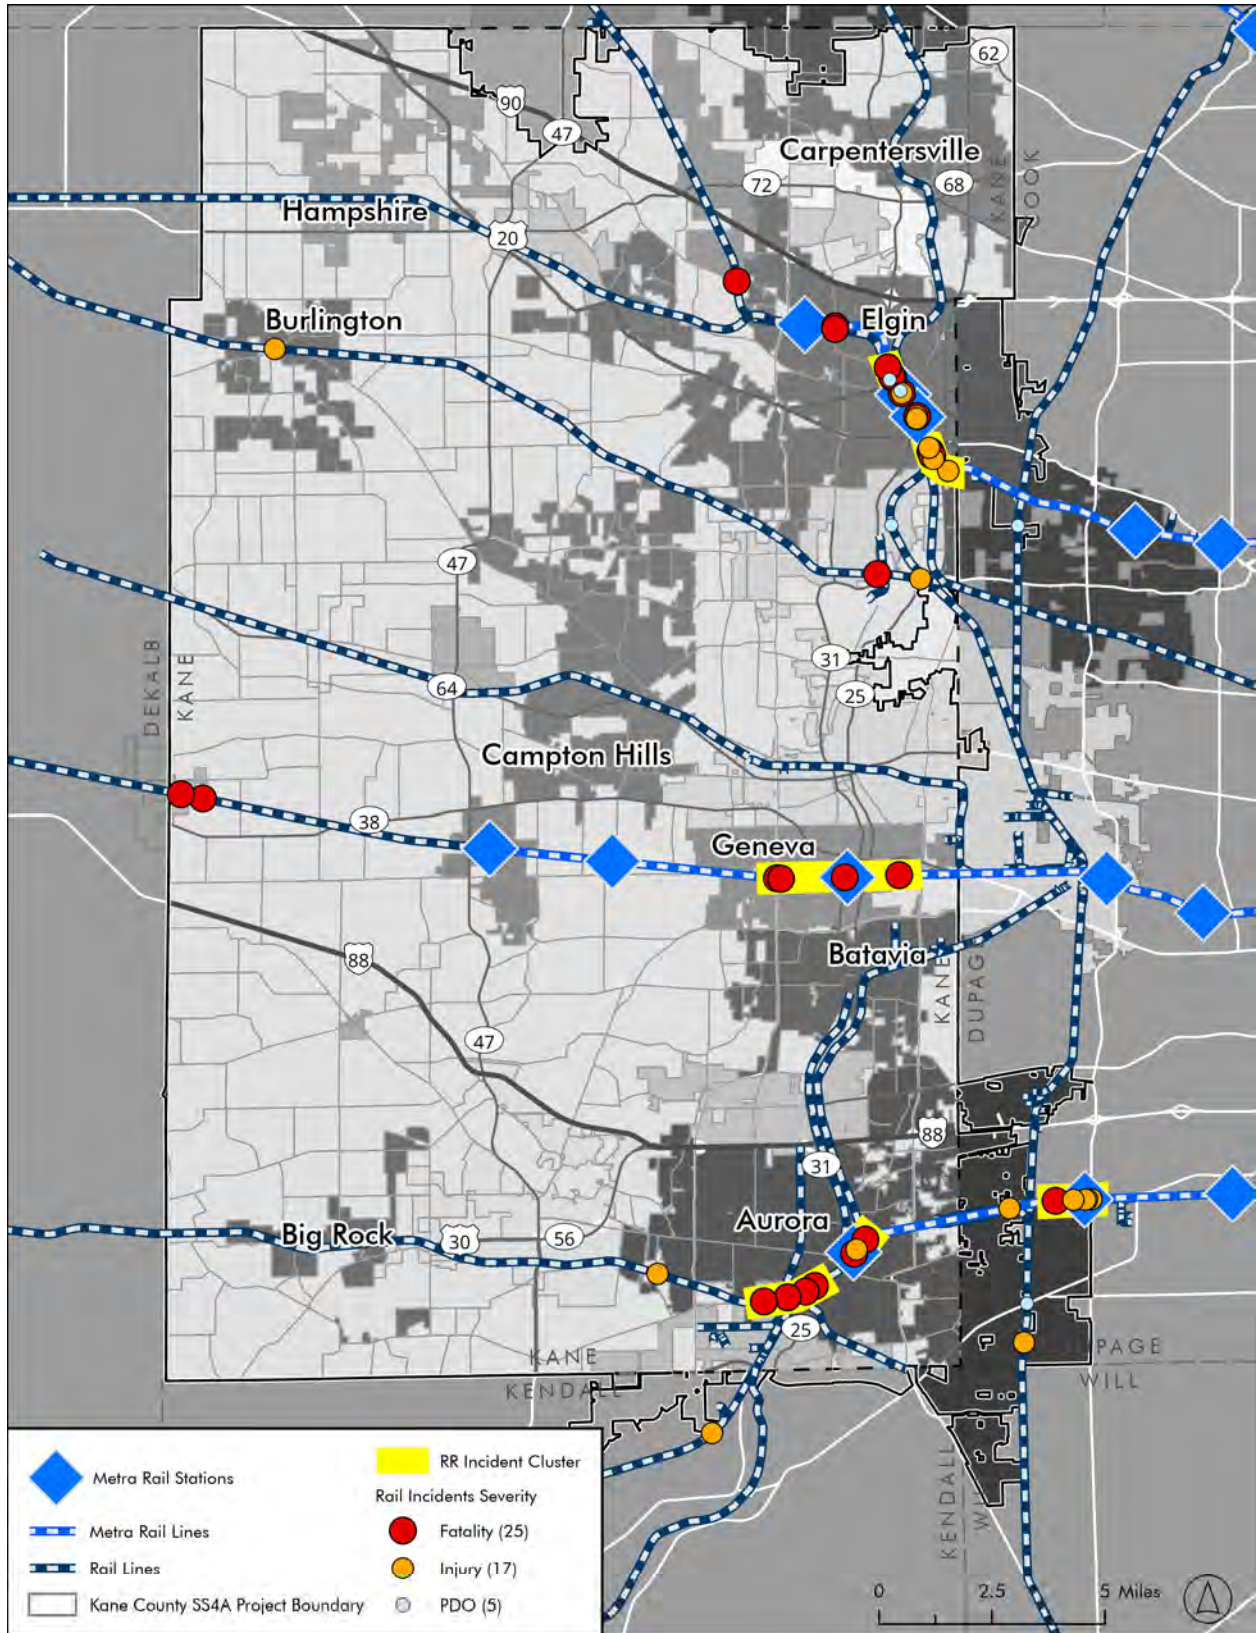 62
90
47
Carpentersville
KANE
COOK
72
68
Hampshire
20
Burlington
Elgin
47
31
DEKALB
KANE
64
25
Campton Hills
38
Geneva
Batavia
88
KANE
DUPAGE
47
88
31
Aurora
Big Rock
30
56
25
KANE
KENDALL
PAGE
WILL
KENDALL
Metra Rail Stations
Metra Rail Lines
Rail Lines
Kane County SS4A Project Boundary
RR Incident Cluster
Rail Incidents Severity
Fatality (25)
Injury (17)
PDO (5)
0 2.5 5 Miles